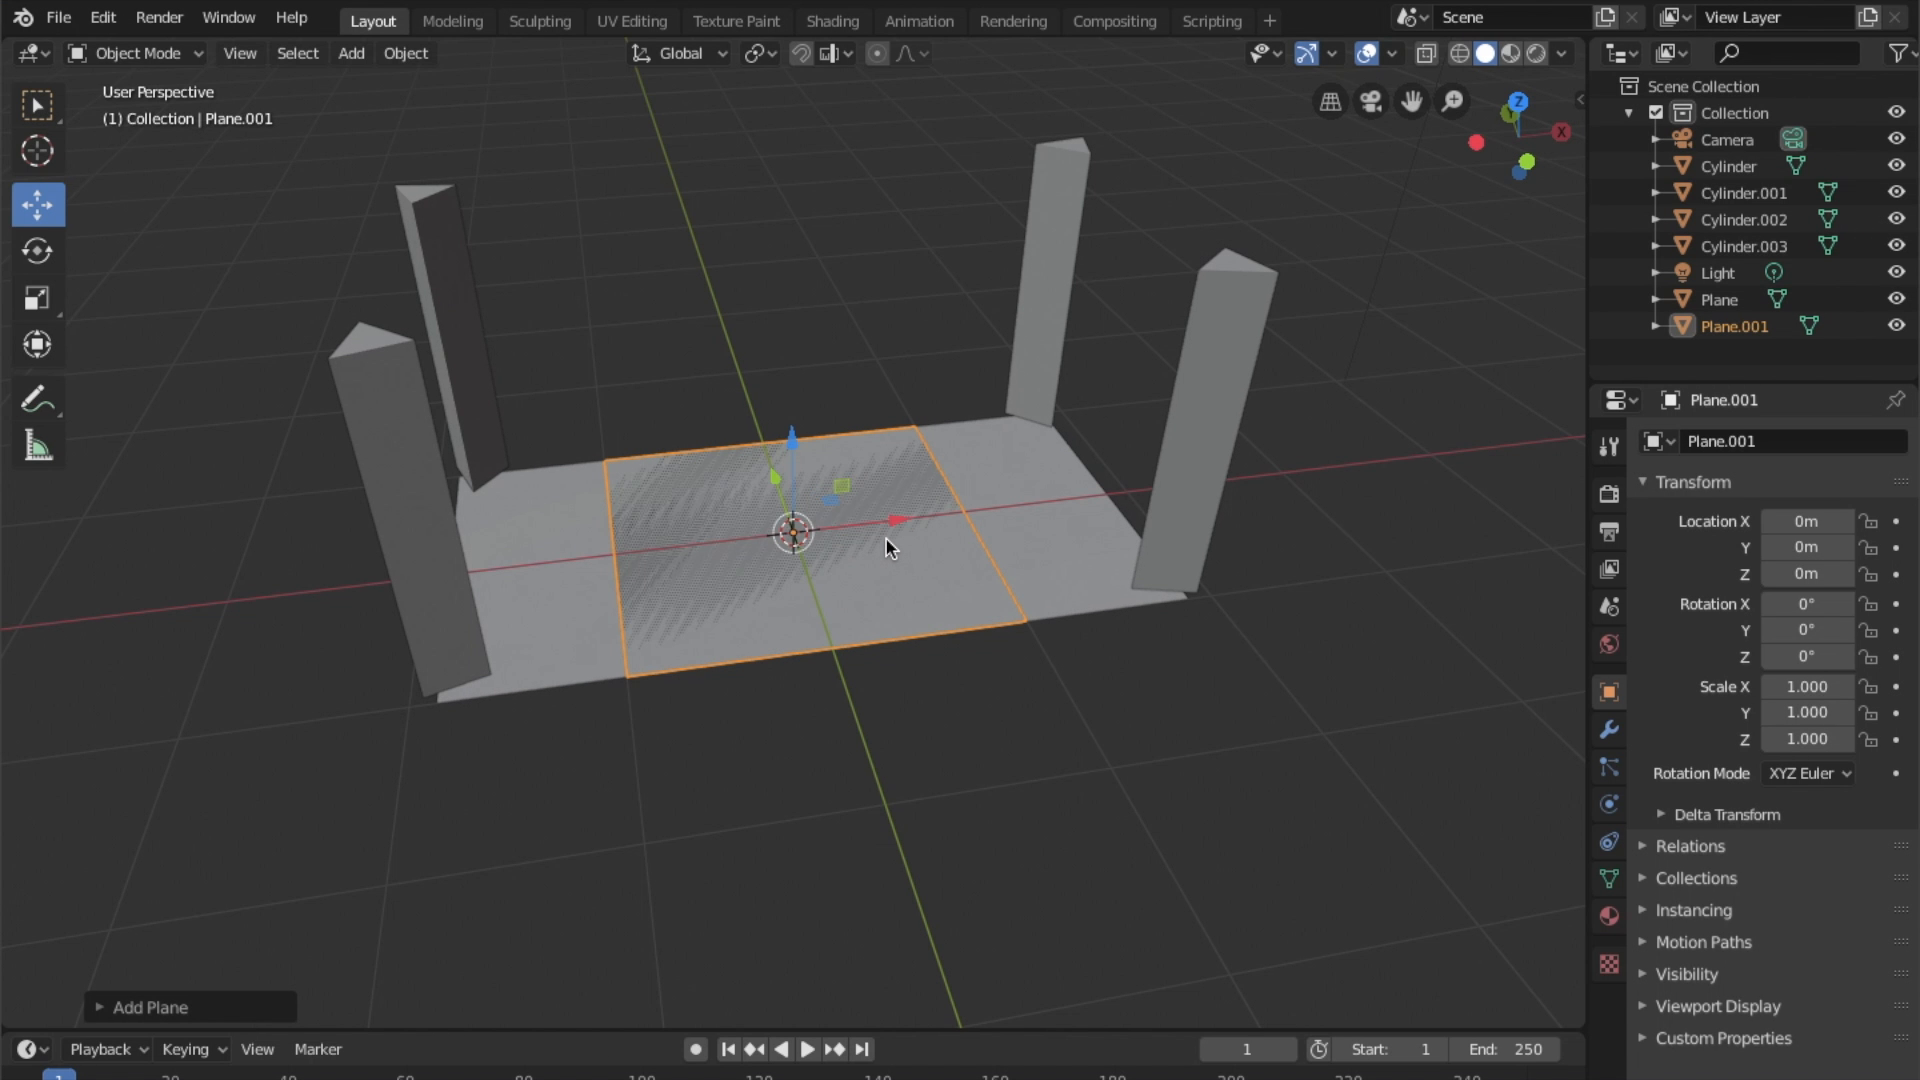 File Edit Render Window Help Layout Modeling Sculpting UV Editing Texture Paint Shading Animation Rendering Compositing Scripting + Scene View Layer
Object Mode View Select Add Object Global
User Perspective
(1) Collection | Plane.001
Z
X
Scene Collection
Collection
Camera
Cylinder
Cylinder.001
Cylinder.002
Cylinder.003
Light
Plane
Plane.001
Plane.001
Plane.001
Transform
Location X 0m
Y 0m
Z 0m
Rotation X 0°
Y 0°
Z 0°
Scale X 1.000
Y 1.000
Z 1.000
Rotation Mode XYZ Euler
Delta Transform
Relations
Collections
Instancing
Motion Paths
Visibility
Viewport Display
Custom Properties
Add Plane
Playback Keying View Marker 1 Start: 1 End: 250